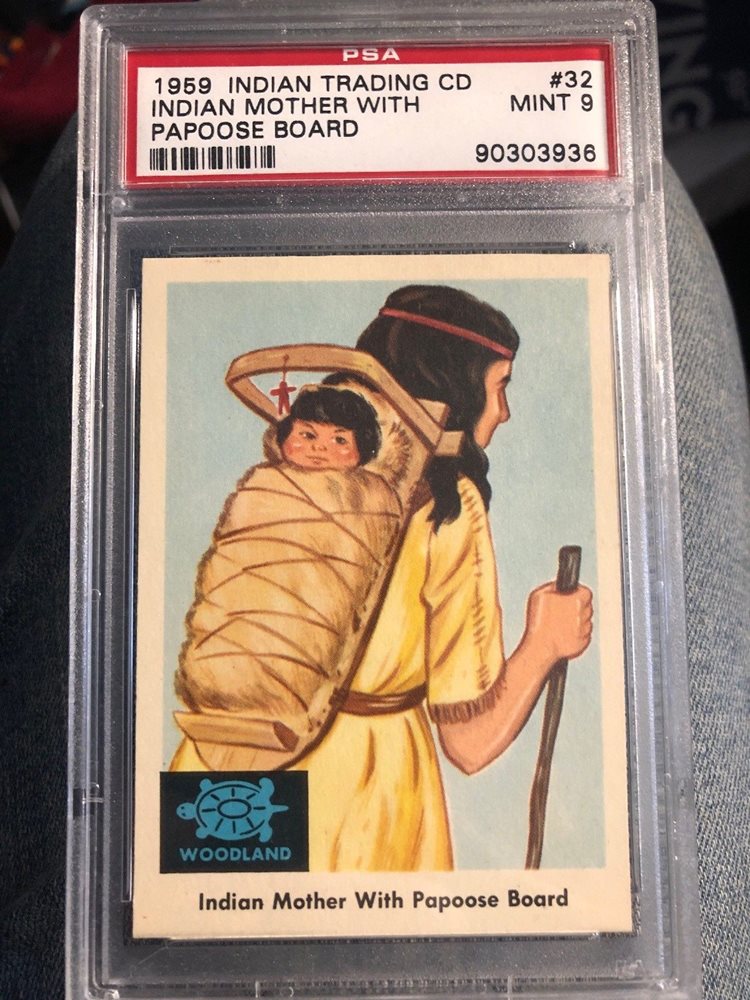 PSA
1959 INDIAN TRADING CD #32
INDIAN MOTHER WITH MINT 9
PAPOOSE BOARD
90303936
WOODLAND
Indian Mother With Papoose Board